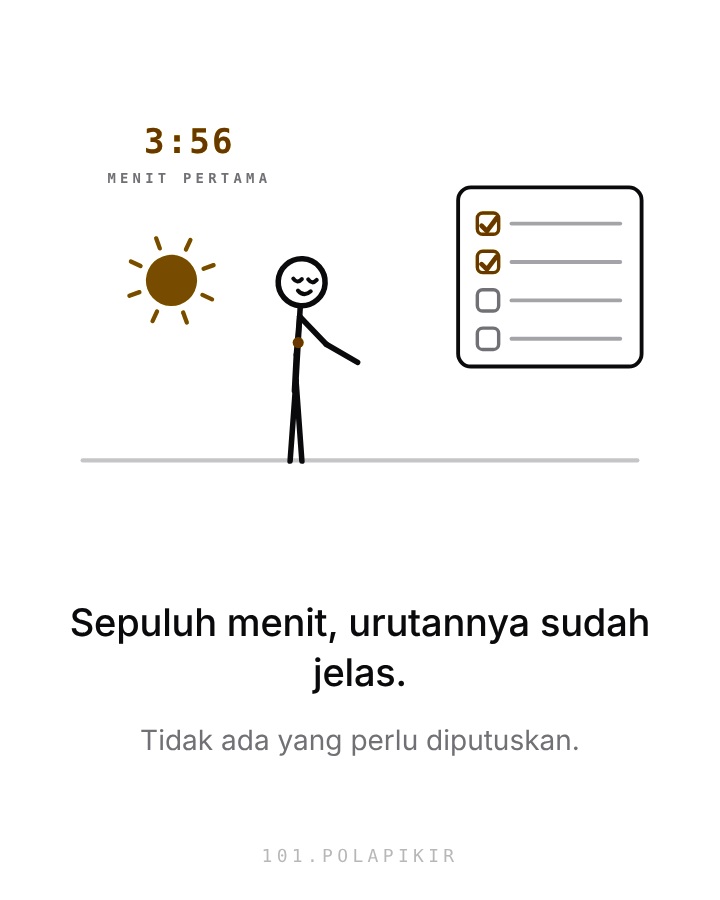 3:56
MENIT PERTAMA
Sepuluh menit, urutannya sudah
jelas.
Tidak ada yang perlu diputuskan.
101.POLAPIKIR